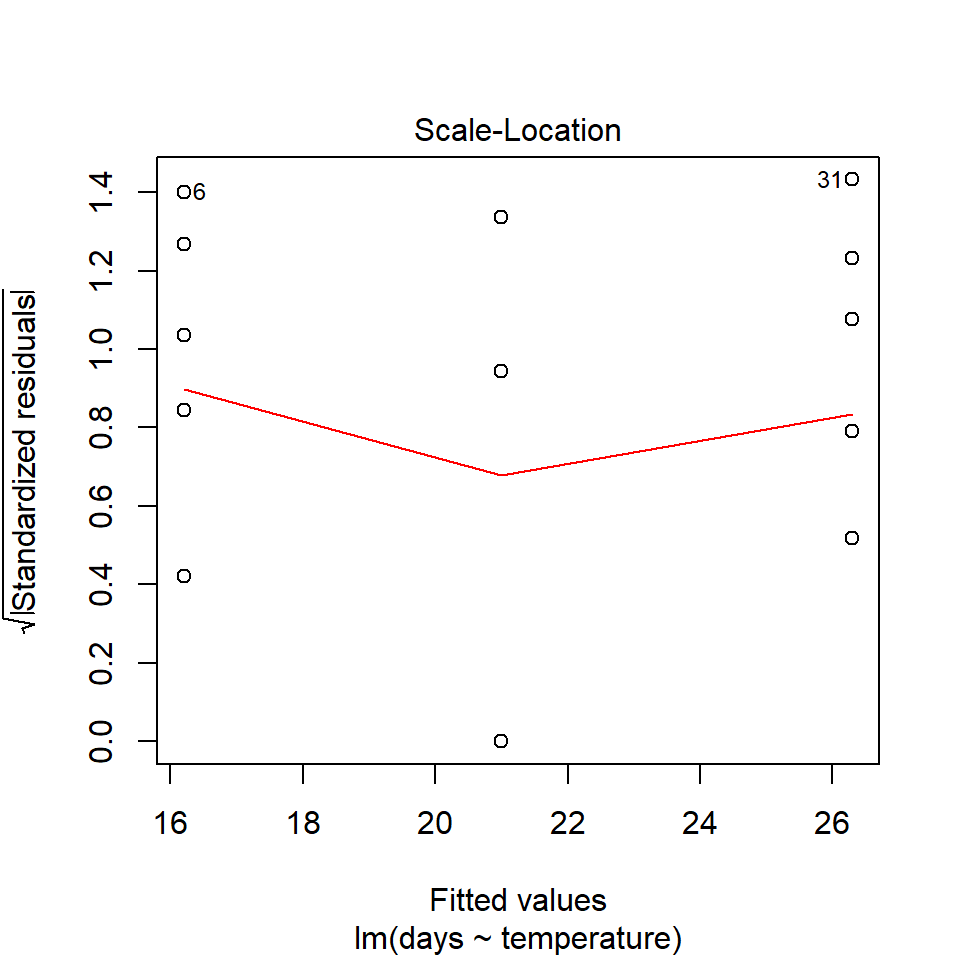 Scale-Location
√|Standardized residuals|
1.4
1.2
1.0
0.8
0.6
0.4
0.2
0.0
6
31
16 18 20 22 24 26
Fitted values
lm(days ~ temperature)